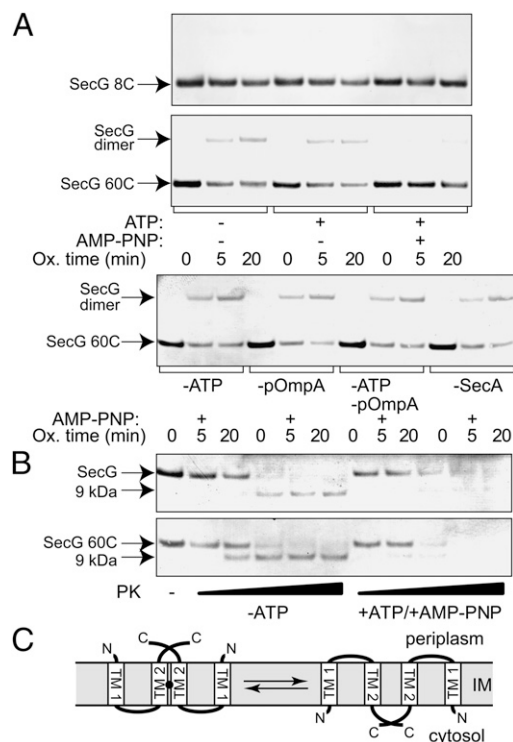 A
SecG 8C
SecG
dimer
SecG 60C
ATP: - + +
AMP-PNP: - - +
Ox. time (min) 0 5 20 0 5 20 0 5 20
SecG
dimer
SecG 60C
-ATP -pOmpA -ATP -SecA
-pOmpA
AMP-PNP: + + + +
Ox. time (min) 0 5 20 0 5 20 0 5 20 0 5 20
B
SecG
9 kDa
SecG 60C
9 kDa
PK - -ATP +ATP/+AMP-PNP
C
N C C N periplasm
TM 1 TM 2 TM 2 TM 1 TM 1 TM 2 TM 2 TM 1 IM
N C C N cytosol